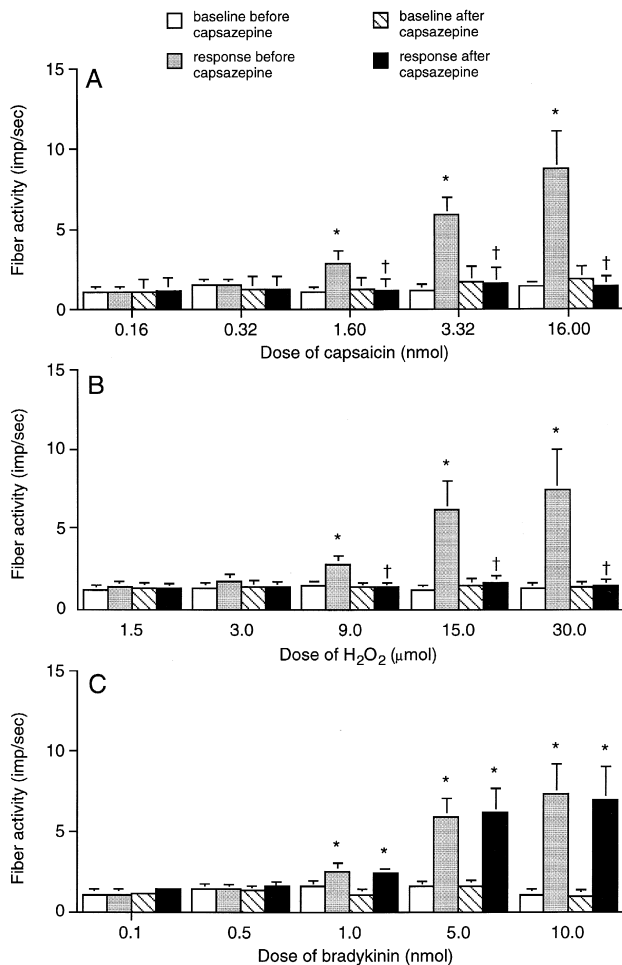 baseline before
capsazepine
baseline after
capsazepine
response before
capsazepine
response after
capsazepine
A
15
10
5
0
Fiber activity (imp/sec)
*
*
*
†
†
†
0.16
0.32
1.60
3.32
16.00
Dose of capsaicin (nmol)
B
15
10
5
0
Fiber activity (imp/sec)
*
*
*
†
†
†
1.5
3.0
9.0
15.0
30.0
Dose of H2O2 (μmol)
C
15
10
5
0
Fiber activity (imp/sec)
*
*
*
*
*
*
0.1
0.5
1.0
5.0
10.0
Dose of bradykinin (nmol)